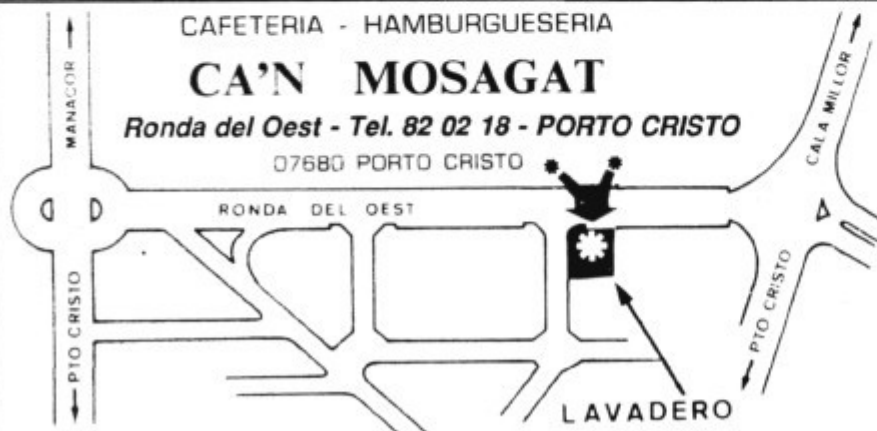 CAFETERIA - HAMBURGUESERIA
CA'N MOSAGAT
Ronda del Oest - Tel. 82 02 18 - PORTO CRISTO
07680 PORTO CRISTO
MANACOR
CALA MILLOR
RONDA DEL OEST
PTO CRISTO
PTO CRISTO
LAVADERO